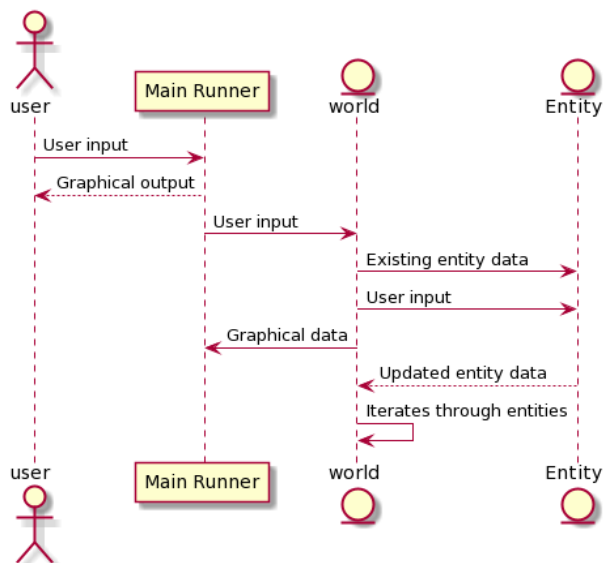 user
Main Runner
world
Entity
User input
Graphical output
User input
Existing entity data
User input
Graphical data
Updated entity data
Iterates through entities
user
Main Runner
world
Entity